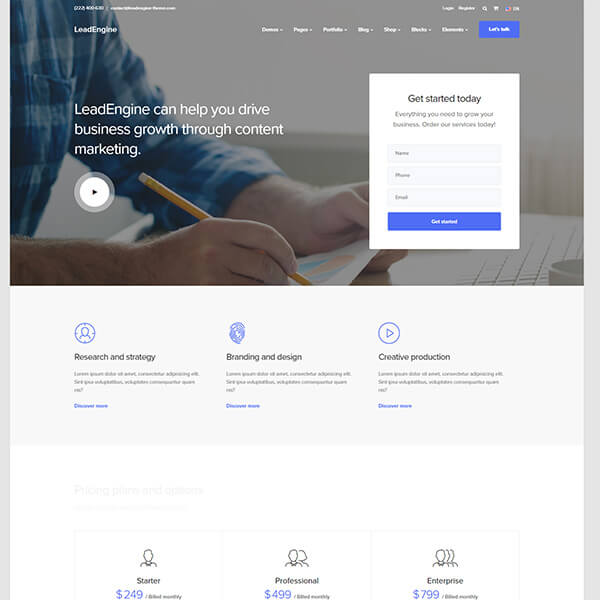 (222) 400-630 | contact@leadengine-theme.com
Login Register EN
LeadEngine
Demos Pages Portfolio Blog Shop Blocks Elements Let's talk
LeadEngine can help you drive
business growth through content
marketing.
Get started today
Everything you need to grow your
business. Order our services today!
Name
Phone
Email
Get started
Research and strategy
Lorem ipsum dolor sit amet, consectetur adipisicing elit.
Sint ipsa voluptatibus, voluptates consequuntur quam
nisi?
Discover more
Branding and design
Lorem ipsum dolor sit amet, consectetur adipisicing elit.
Sint ipsa voluptatibus, voluptates consequuntur quam
nisi?
Discover more
Creative production
Lorem ipsum dolor sit amet, consectetur adipisicing elit.
Sint ipsa voluptatibus, voluptates consequuntur quam
nisi?
Discover more
Pricing plans and options
Starter
$249 / Billed monthly
Professional
$499 / Billed monthly
Enterprise
$799 / Billed monthly